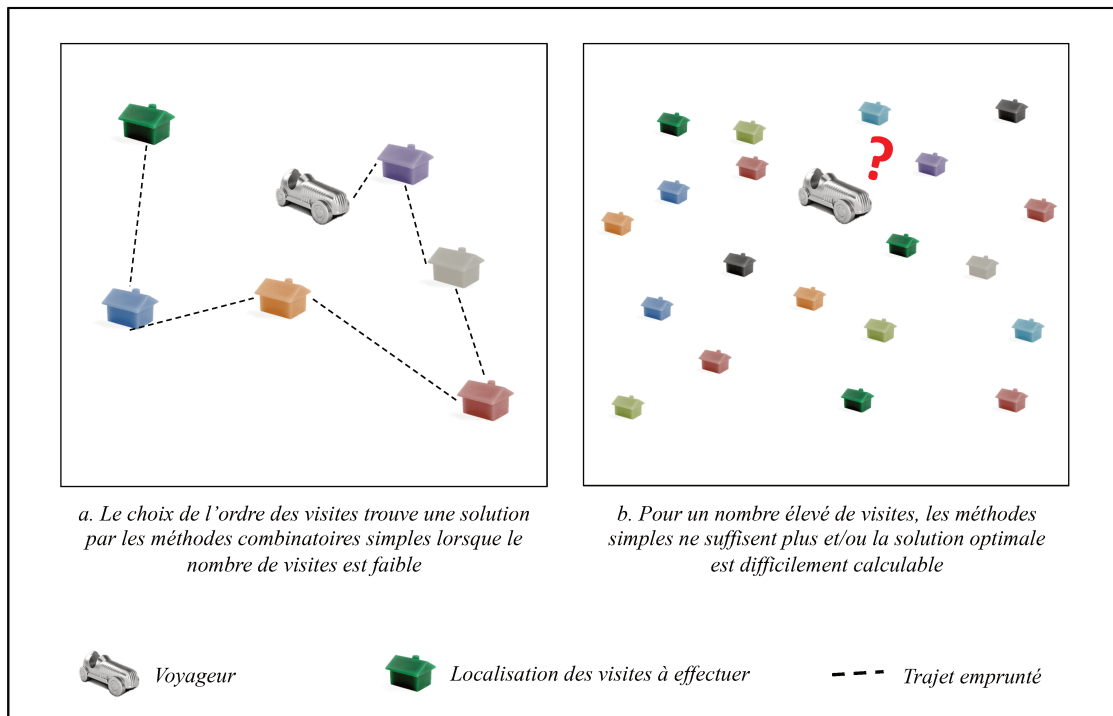 ?
a. Le choix de l’ordre des visites trouve une solution
par les méthodes combinatoires simples lorsque le
nombre de visites est faible
b. Pour un nombre élevé de visites, les méthodes
simples ne suffisent plus et/ou la solution optimale
est difficilement calculable
Voyageur
Localisation des visites à effectuer
Trajet emprunté